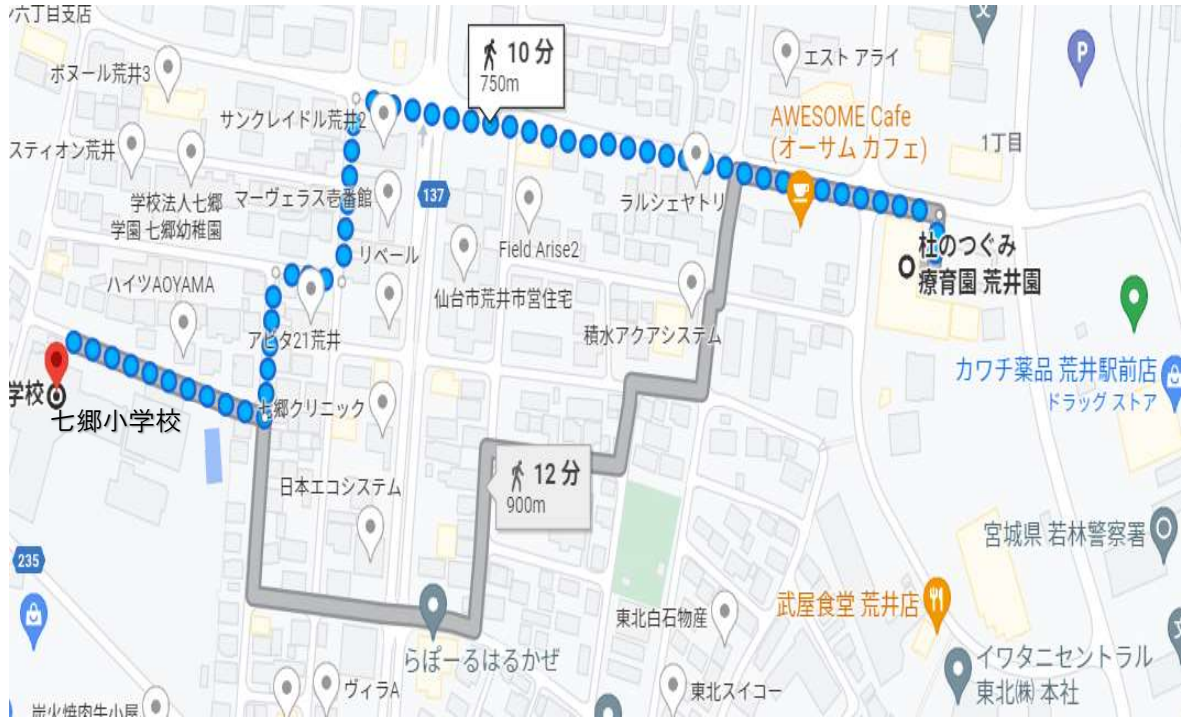 六丁目支店
ボヌール荒井3
10 分
750m
エスト アライ
サンクレイドル荒井2
AWESOME Cafe
(オーサム カフェ)
1丁目
スティオン荒井
学校法人七郷
学園 七郷幼稚園
マーヴェラス壱番館
137
ラルシェヤトリ
リベール
Field Arise2
杜のつぐみ
療育園 荒井園
ハイツAOYAMA
仙台市荒井市営住宅
アビタ21荒井
積水アクアシステム
カワチ薬品 荒井駅前店
ドラッグ ストア
学校
七郷小学校
七郷クリニック
12 分
900m
日本エコシステム
宮城県 若林警察署
235
武屋食堂 荒井店
東北白石物産
らぽーるはるかぜ
イワタニセントラル
東北㈱ 本社
ヴィラA
東北スイコー
炭火焼肉牛小屋